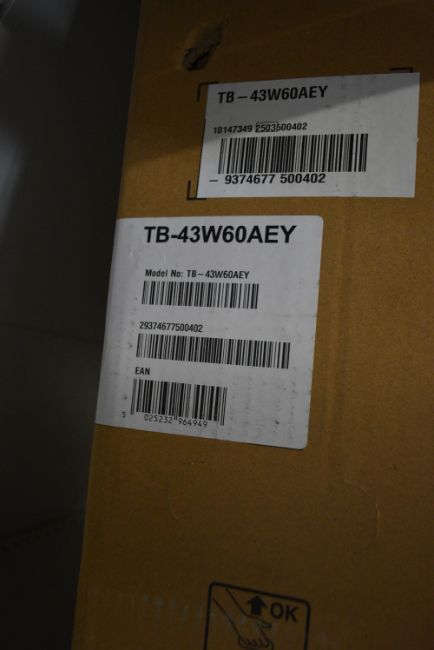 TB – 43W60AEY
10147349 2503500402
– 9374677 500402
TB-43W60AEY
Model No: TB – 43W60AEY
29374677500402
EAN
5 025232 964949
OK